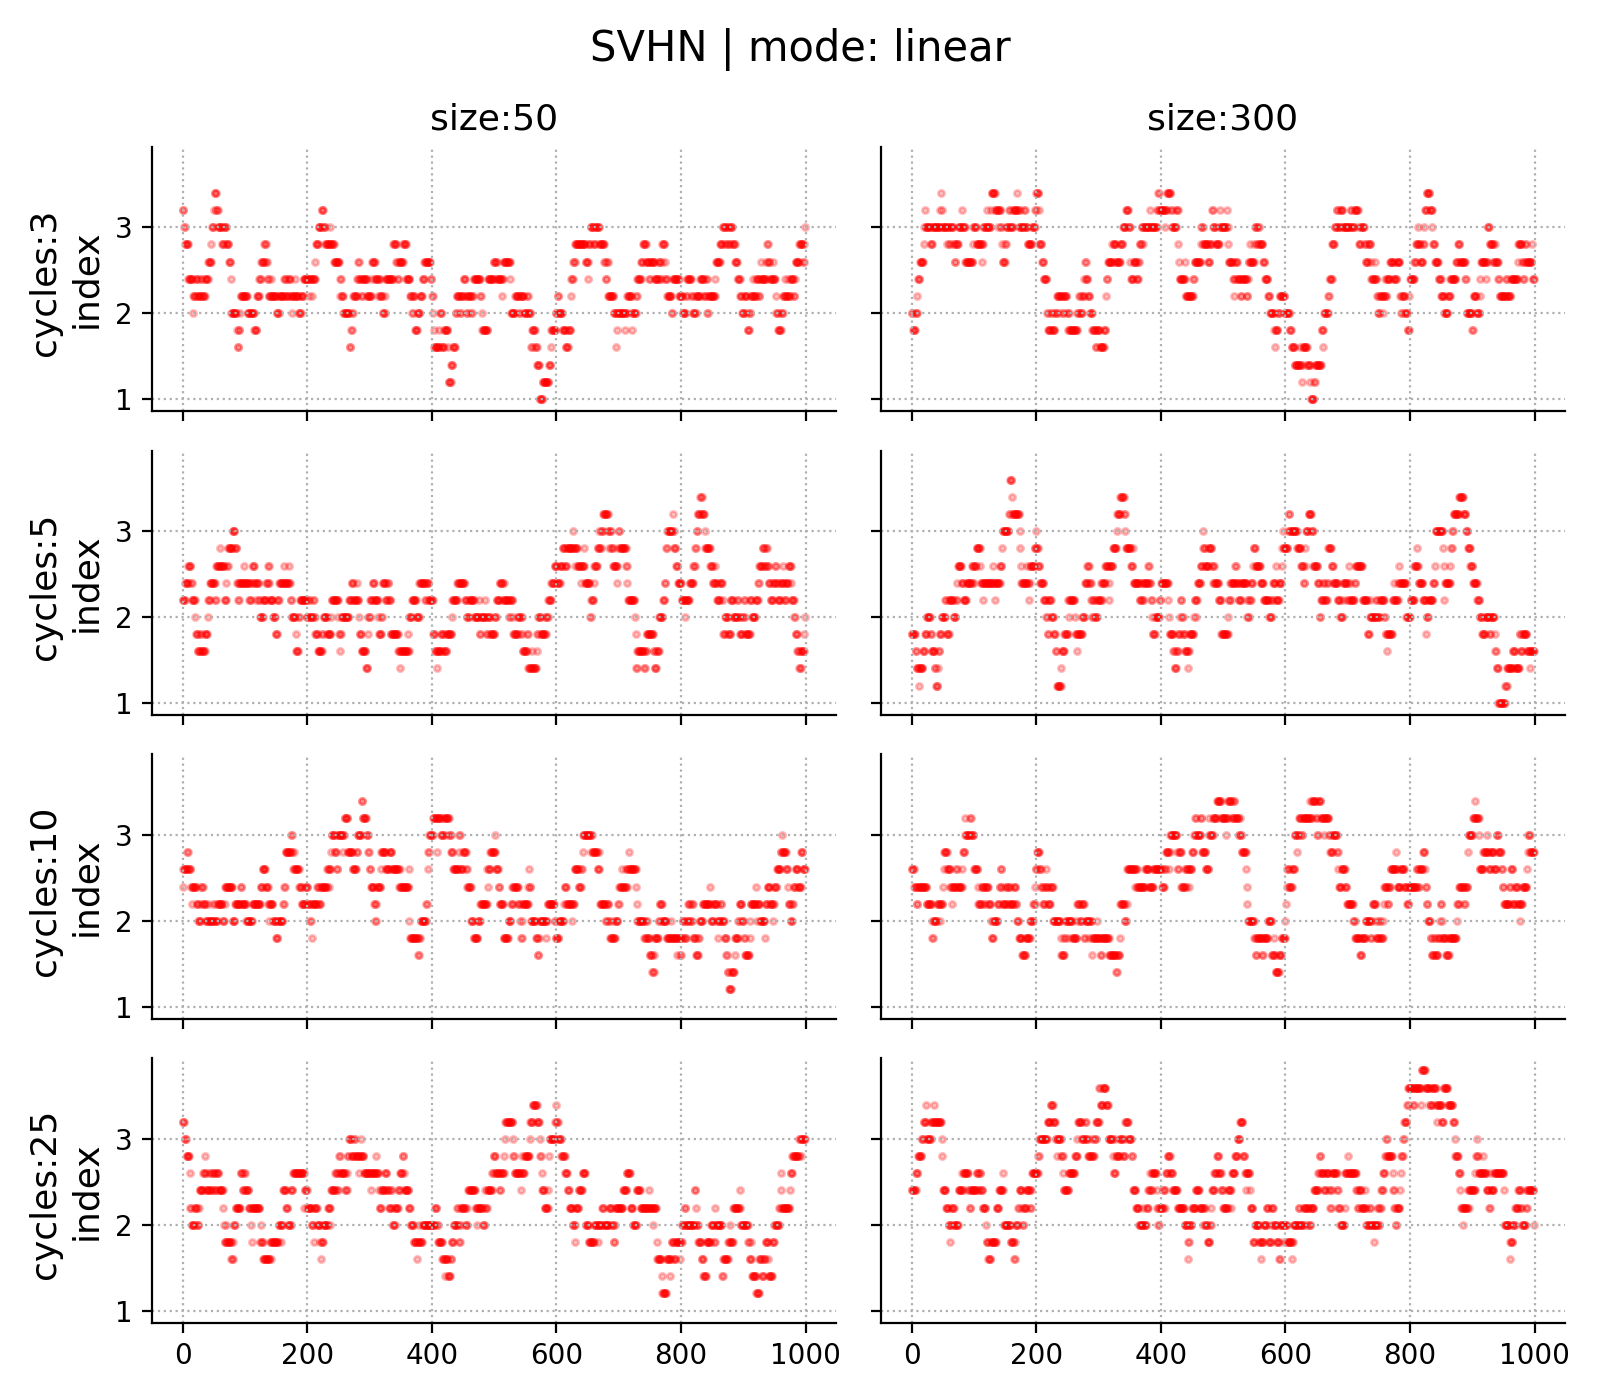 SVHN | mode: linear
size:50
size:300
cycles:3
index
3
2
1
cycles:5
index
3
2
1
cycles:10
index
3
2
1
cycles:25
index
3
2
1
0 200 400 600 800 1000
0 200 400 600 800 1000